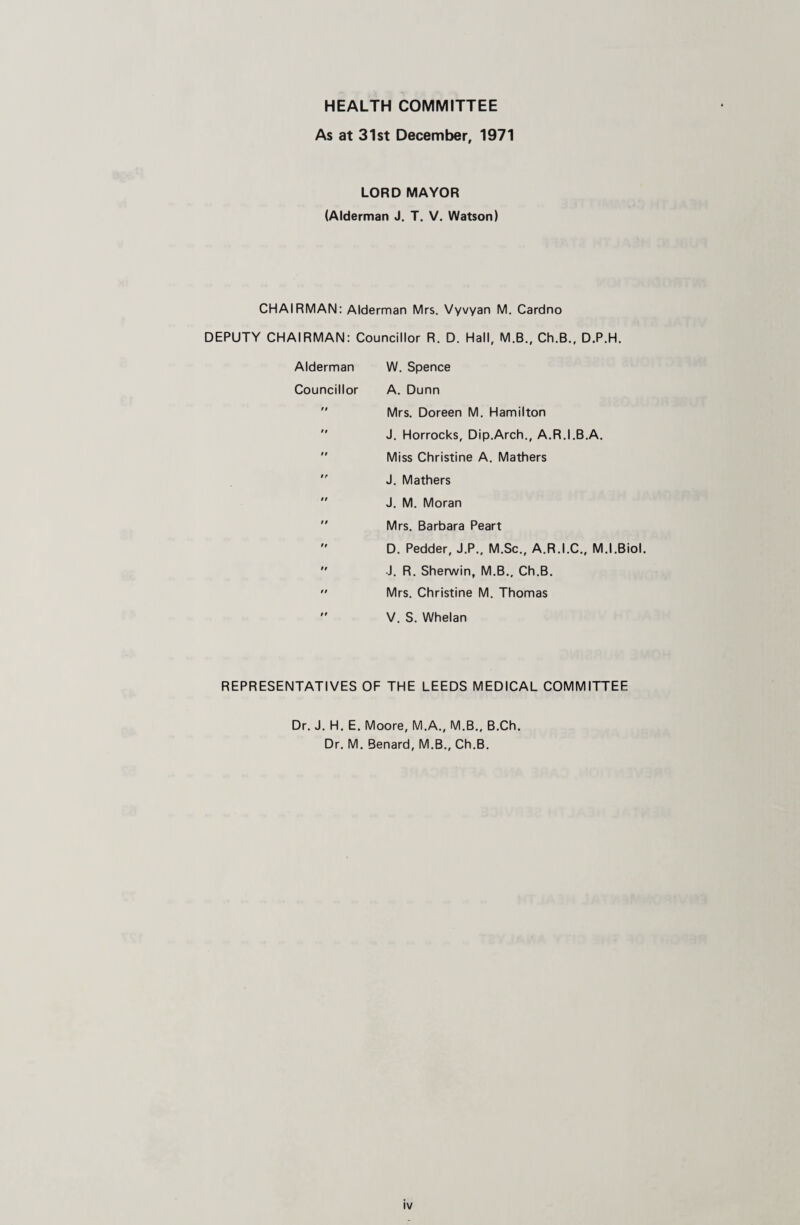 HEALTH COMMITTEE
As at 31st December, 1971
LORD MAYOR
(Alderman J. T. V. Watson)
CHAIRMAN: Alderman Mrs. Vyvyan M. Cardno
DEPUTY CHAIRMAN: Councillor R. D. Hall, M.B., Ch.B., D.P.H.
Alderman W. Spence
Councillor A. Dunn
" Mrs. Doreen M. Hamilton
" J. Horrocks, Dip.Arch., A.R.I.B.A.
" Miss Christine A. Mathers
" J. Mathers
" J. M. Moran
" Mrs. Barbara Peart
" D. Pedder, J.P., M.Sc., A.R.I.C., M.I.Biol.
" J. R. Sherwin, M.B., Ch.B.
" Mrs. Christine M. Thomas
" V. S. Whelan
REPRESENTATIVES OF THE LEEDS MEDICAL COMMITTEE
Dr. J. H. E. Moore, M.A., M.B., B.Ch.
Dr. M. Benard, M.B., Ch.B.
iv